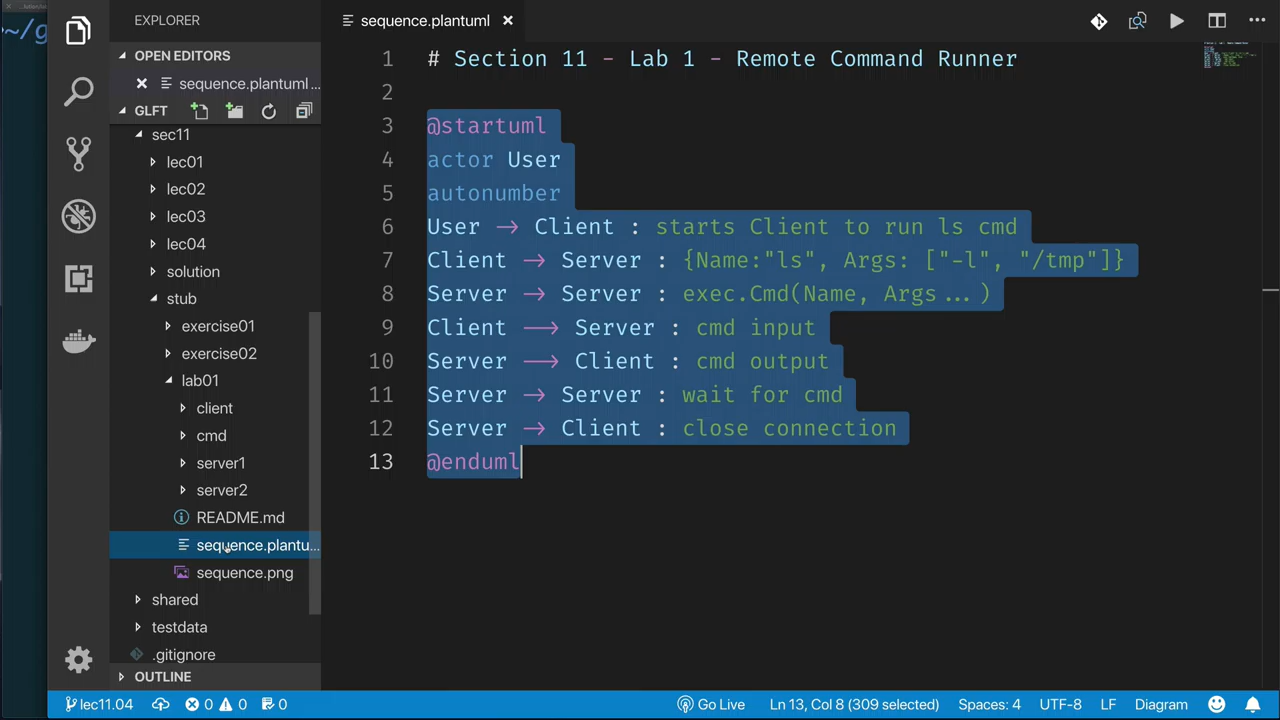 ~/g
EXPLORER
OPEN EDITORS
sequence.plantuml ...
GLFT
sec11
lec01
lec02
lec03
lec04
solution
stub
exercise01
exercise02
lab01
client
cmd
server1
server2
README.md
sequence.plantu...
sequence.png
shared
testdata
.gitignore
OUTLINE
sequence.plantuml
1 # Section 11 - Lab 1 - Remote Command Runner
2
3 @startuml
4 actor User
5 autonumber
6 User -> Client : starts Client to run ls cmd
7 Client -> Server : {Name:"ls", Args: ["-l", "/tmp"]}
8 Server -> Server : exec.Cmd(Name, Args...)
9 Client --> Server : cmd input
10 Server --> Client : cmd output
11 Server -> Server : wait for cmd
12 Server -> Client : close connection
13 @enduml
lec11.04 0 0 0 Go Live Ln 13, Col 8 (309 selected) Spaces: 4 UTF-8 LF Diagram